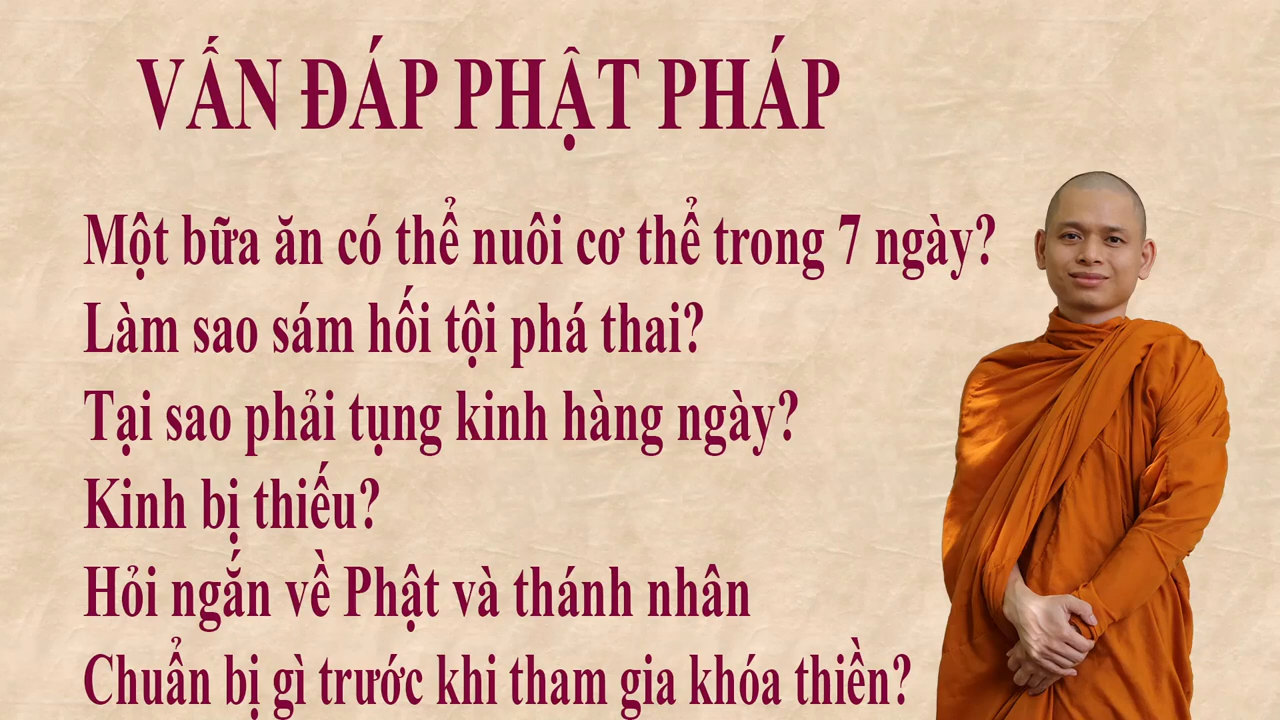 VẤN ĐÁP PHẬT PHÁP
Một bữa ăn có thể nuôi cơ thể trong 7 ngày?
Làm sao sám hối tội phá thai?
Tại sao phải tụng kinh hàng ngày?
Kinh bị thiếu?
Hỏi ngắn về Phật và thánh nhân
Chuẩn bị gì trước khi tham gia khóa thiền?